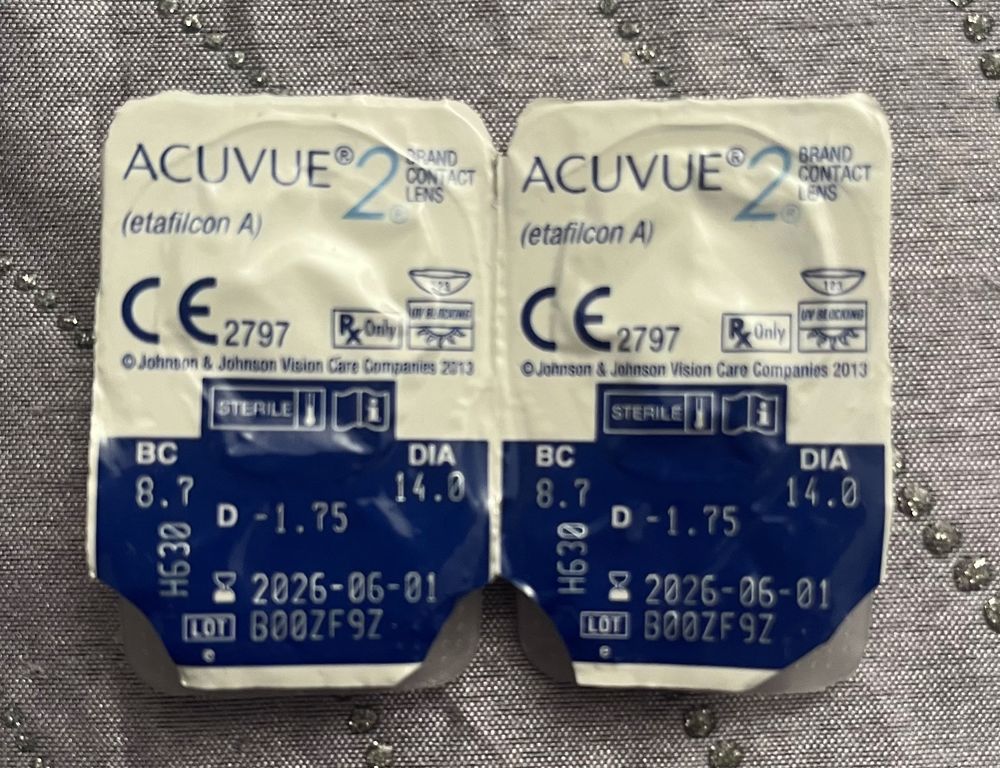 ACUVUE® 2® BRAND
CONTACT
LENS
(etafilcon A)
123
UV BLOCKING
CE 2797 Rx Only
© Johnson & Johnson Vision Care Companies 2013
STERILE i
BC DIA
8.7 14.0
D -1.75
H630
2026-06-01
LOT B00ZF9Z
e
ACUVUE® 2® BRAND
CONTACT
LENS
(etafilcon A)
123
UV BLOCKING
CE 2797 Rx Only
© Johnson & Johnson Vision Care Companies 2013
STERILE i
BC DIA
8.7 14.0
D -1.75
H630
2026-06-01
LOT B00ZF9Z
e